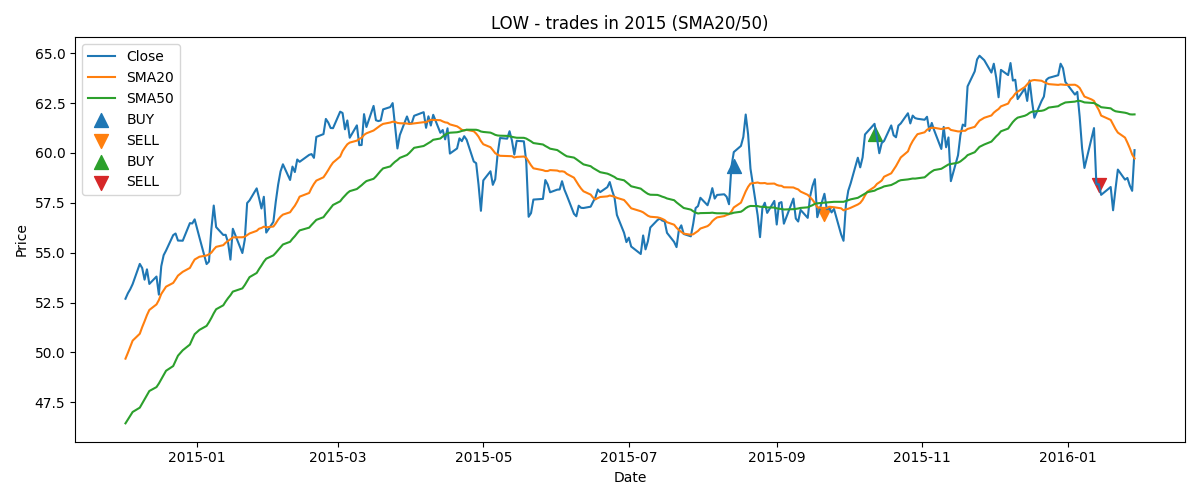 LOW - trades in 2015 (SMA20/50)
Close
SMA20
SMA50
BUY
SELL
BUY
SELL
65.0
62.5
60.0
57.5
55.0
52.5
50.0
47.5
Price
2015-01 2015-03 2015-05 2015-07 2015-09 2015-11 2016-01
Date